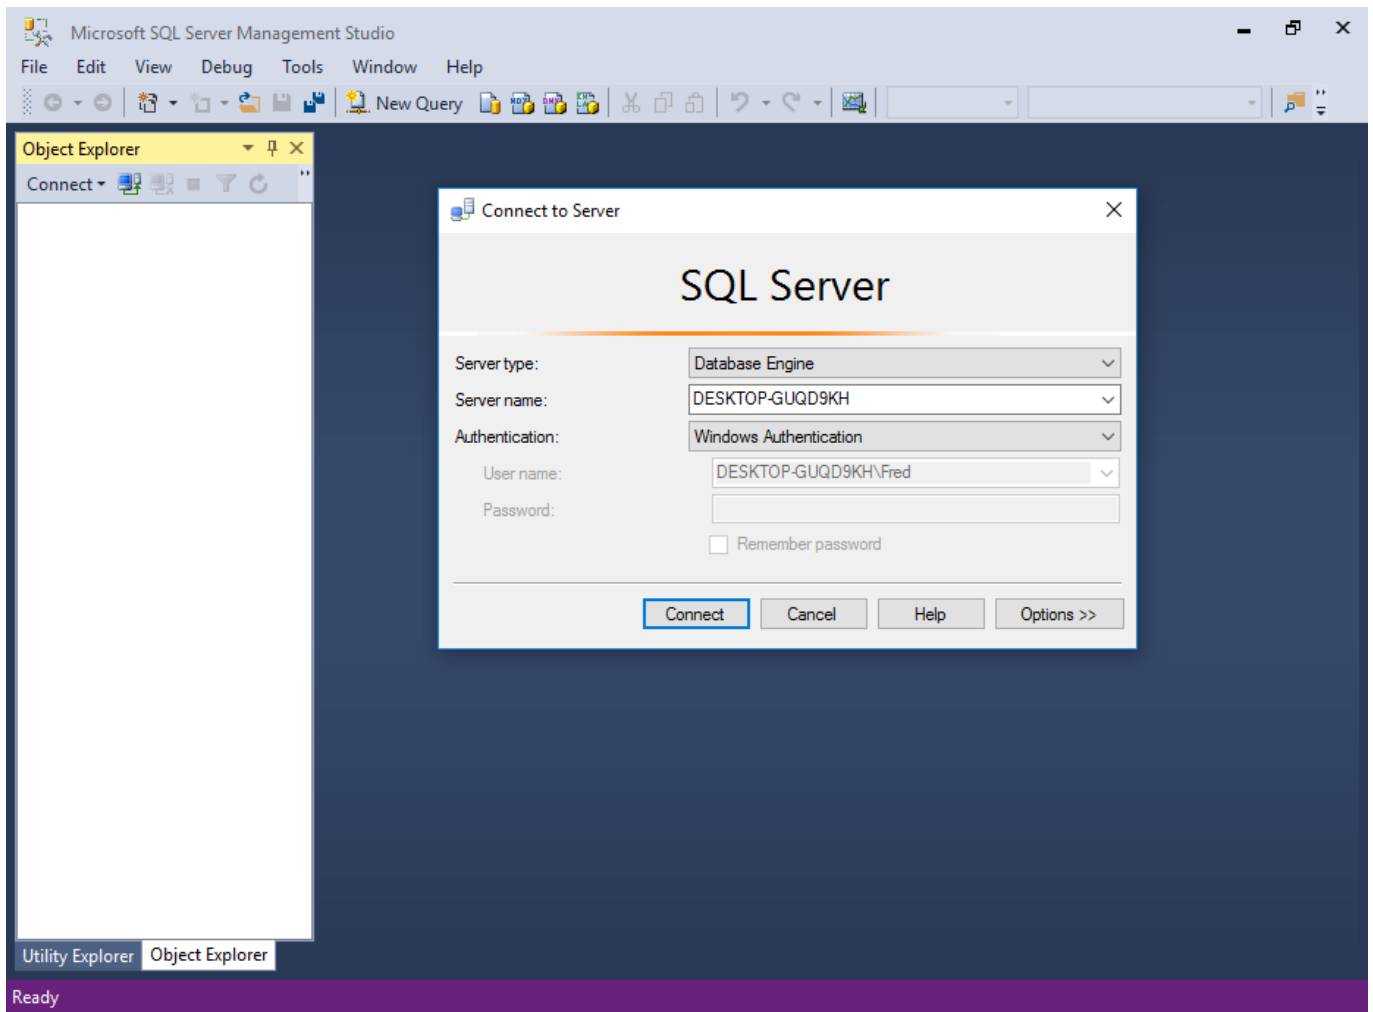 Microsoft SQL Server Management Studio
File Edit View Debug Tools Window Help
New Query
Object Explorer
Connect
Connect to Server
SQL Server
Server type: Database Engine
Server name: DESKTOP-GUQD9KH
Authentication: Windows Authentication
User name: DESKTOP-GUQD9KH\Fred
Password:
Remember password
Connect Cancel Help Options >>
Utility Explorer Object Explorer
Ready